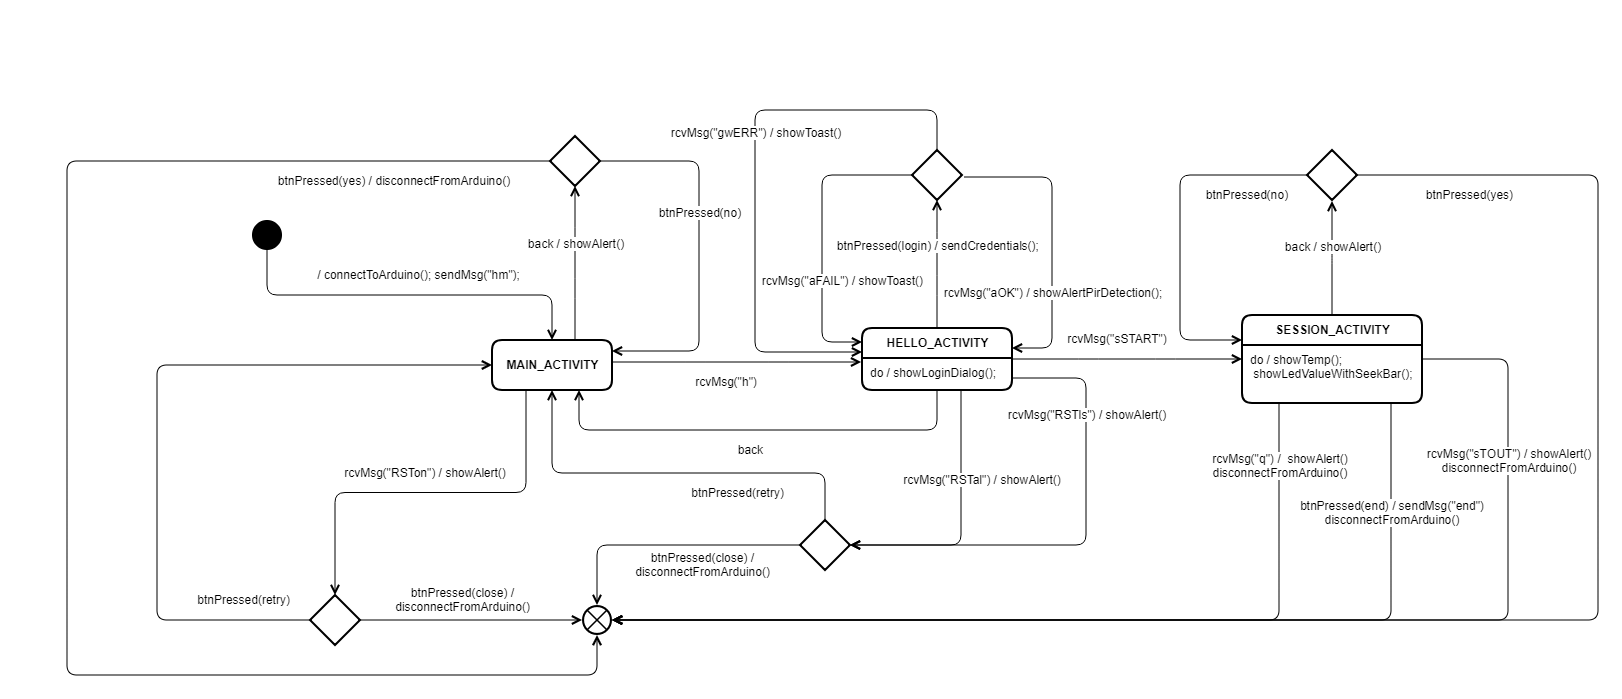 rcvMsg("gwERR") / showToast()
btnPressed(yes) / disconnectFromArduino()
btnPressed(no)
btnPressed(no)
btnPressed(yes)
back / showAlert()
btnPressed(login) / sendCredentials();
back / showAlert()
/ connectToArduino(); sendMsg("hm");
rcvMsg("aFAIL") / showToast()
rcvMsg("aOK") / showAlertPirDetection();
MAIN_ACTIVITY
HELLO_ACTIVITY
do / showLoginDialog();
rcvMsg("sSTART")
SESSION_ACTIVITY
do / showTemp();
showLedValueWithSeekBar();
rcvMsg("h")
rcvMsg("RSTls") / showAlert()
back
rcvMsg("RSTon") / showAlert()
rcvMsg("RSTal") / showAlert()
btnPressed(retry)
rcvMsg("q") / showAlert()
disconnectFromArduino()
rcvMsg("sTOUT") / showAlert()
disconnectFromArduino()
btnPressed(end) / sendMsg("end")
disconnectFromArduino()
btnPressed(close) /
disconnectFromArduino()
btnPressed(retry)
btnPressed(close) /
disconnectFromArduino()